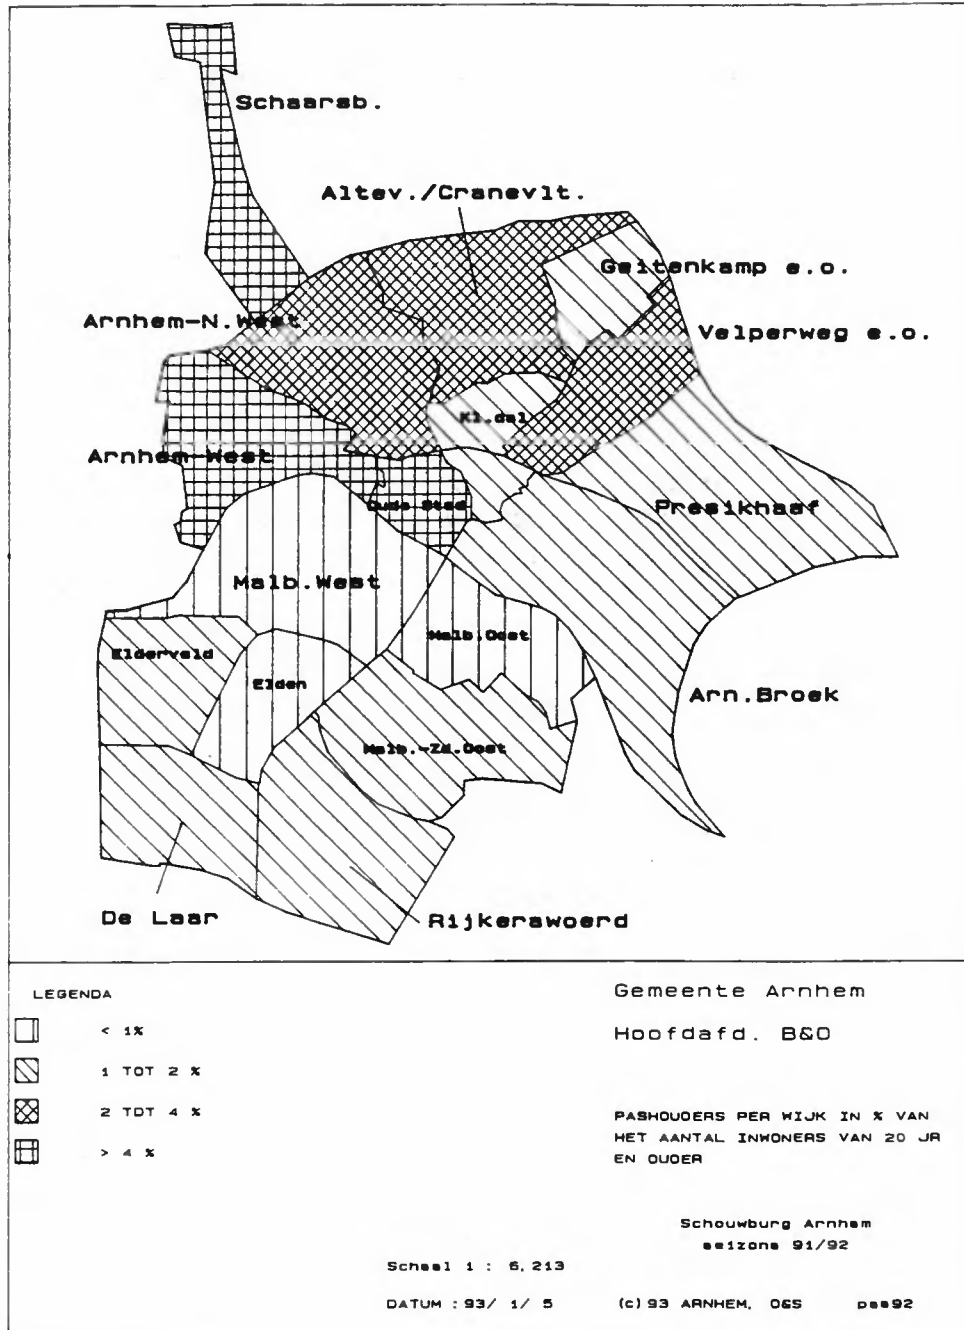 Schaarsb.
Altev./Cranevlt.
Geitenkamp e.o.
Arnhem-N.West
Velperweg e.o.
Kl.dal
Arnhem-West
Oude Stad
Presikhaaf
Malb.West
Malb.Oost
Elderveld
Elden
Arn.Broek
Malb.-Zd.Oost
De Laar
Rijkerswoerd
LEGENDA
< 1%
1 TOT 2 %
2 TOT 4 %
> 4 %
Gemeente Arnhem
Hoofdafd. B&O
PASHOUDERS PER WIJK IN % VAN
HET AANTAL INWONERS VAN 20 JR
EN OUDER
Schouwburg Arnhem
seizone 91/92
Schaal 1 : 6,213
DATUM : 93/ 1/ 5
(c) 93 ARNHEM, O&S pas92